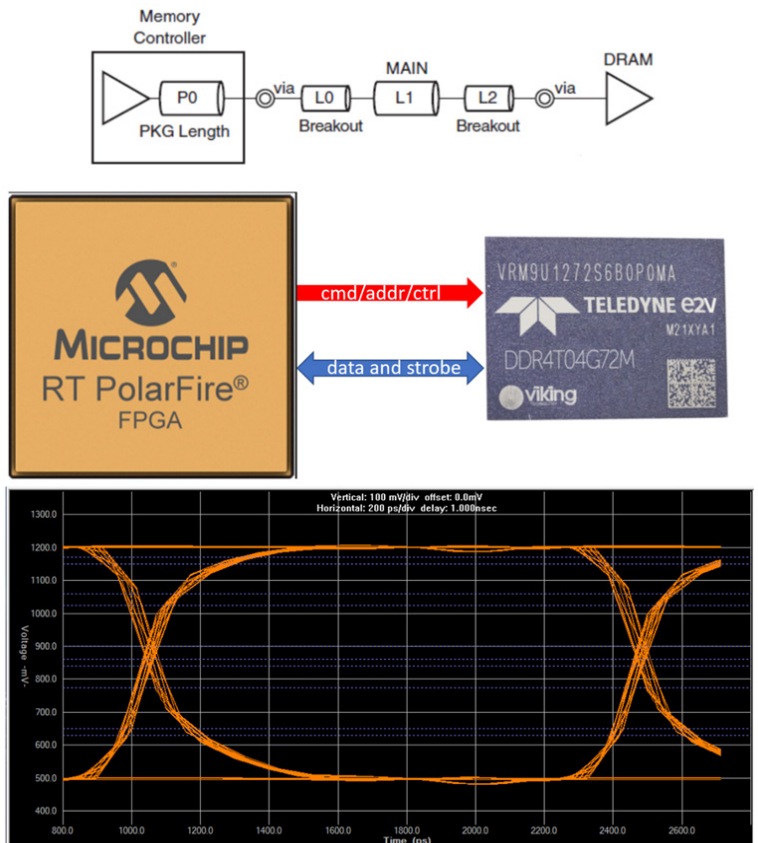 Memory
Controller
P0
PKG Length
via
L0
Breakout
MAIN
L1
L2
Breakout
via
DRAM
MICROCHIP
RT PolarFire®
FPGA
cmd/addr/ctrl
data and strobe
VRM9U1272S6B0P0MA
TELEDYNE e2v
M21XYA1
DDR4T04G72M
viking
Vertical: 100 mV/div offset: 0.0mV
Horizontal: 200 ps/div delay: 1.000nsec
1300.0
1200.0
1100.0
1000.0
900.0
800.0
700.0
600.0
500.0
400.0
Voltage -mV-
800.0 1000.0 1200.0 1400.0 1600.0 1800.0 2000.0 2200.0 2400.0 2600.0
Time (ps)